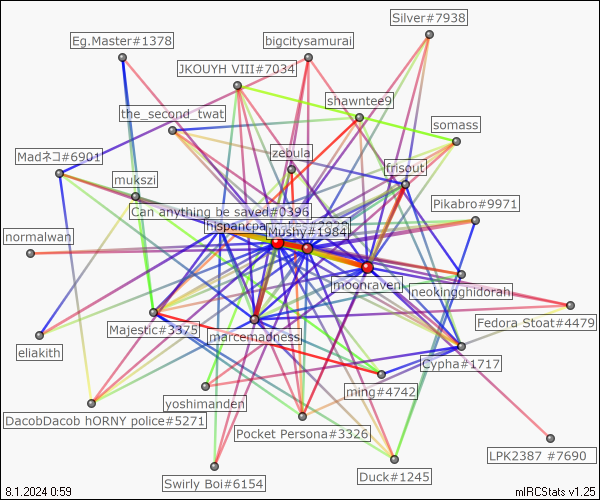 Silver#7938
Eg.Master#1378
bigcitysamurai
JKOUYH VIII#7034
shawntee9
the_second_twat
somass
zebula
Madネコ#6901
frisout
mukszi
Pikabro#9971
Can anything be saved#0396
hispancpa
Mushy#1984
normalwan
moonraven
neokingghidorah
Fedora Stoat#4479
Majestic#3375
marcemadness
eliakith
Cypha#1717
ming#4742
yoshimanden
DacobDacob hORNY police#5271
Pocket Persona#3326
LPK2387 #7690
Duck#1245
Swirly Boi#6154
8.1.2024 0:59
mIRCStats v1.25